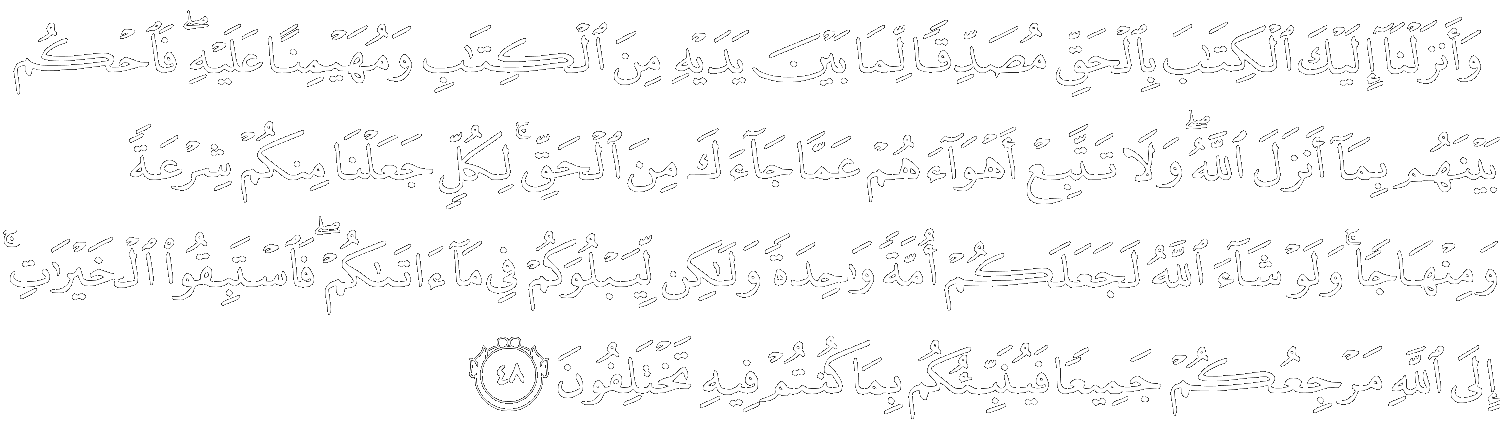 وَأَنزَلْنَآ إِلَيْكَ ٱلْكِتَـٰبَ بِٱلْحَقِّ مُصَدِّقًا لِّمَا بَيْنَ يَدَيْهِ مِنَ ٱلْكِتَـٰبِ وَمُهَيْمِنًا عَلَيْهِ ۖ فَٱحْكُم
بَيْنَهُم بِمَآ أَنزَلَ ٱللَّهُ ۖ وَلَا تَتَّبِعْ أَهْوَآءَهُمْ عَمَّا جَآءَكَ مِنَ ٱلْحَقِّ ۚ لِكُلٍّ جَعَلْنَا مِنكُمْ شِرْعَةً
وَمِنْهَاجًا ۚ وَلَوْ شَآءَ ٱللَّهُ لَجَعَلَكُمْ أُمَّةً وَٰحِدَةً وَلَـٰكِن لِّيَبْلُوَكُمْ فِى مَآ ءَاتَىٰكُمْ ۖ فَٱسْتَبِقُوا۟ ٱلْخَيْرَٰتِ ۚ
إِلَى ٱللَّهِ مَرْجِعُكُمْ جَمِيعًا فَيُنَبِّئُكُم بِمَا كُنتُمْ فِيهِ تَخْتَلِفُونَ ٤٨